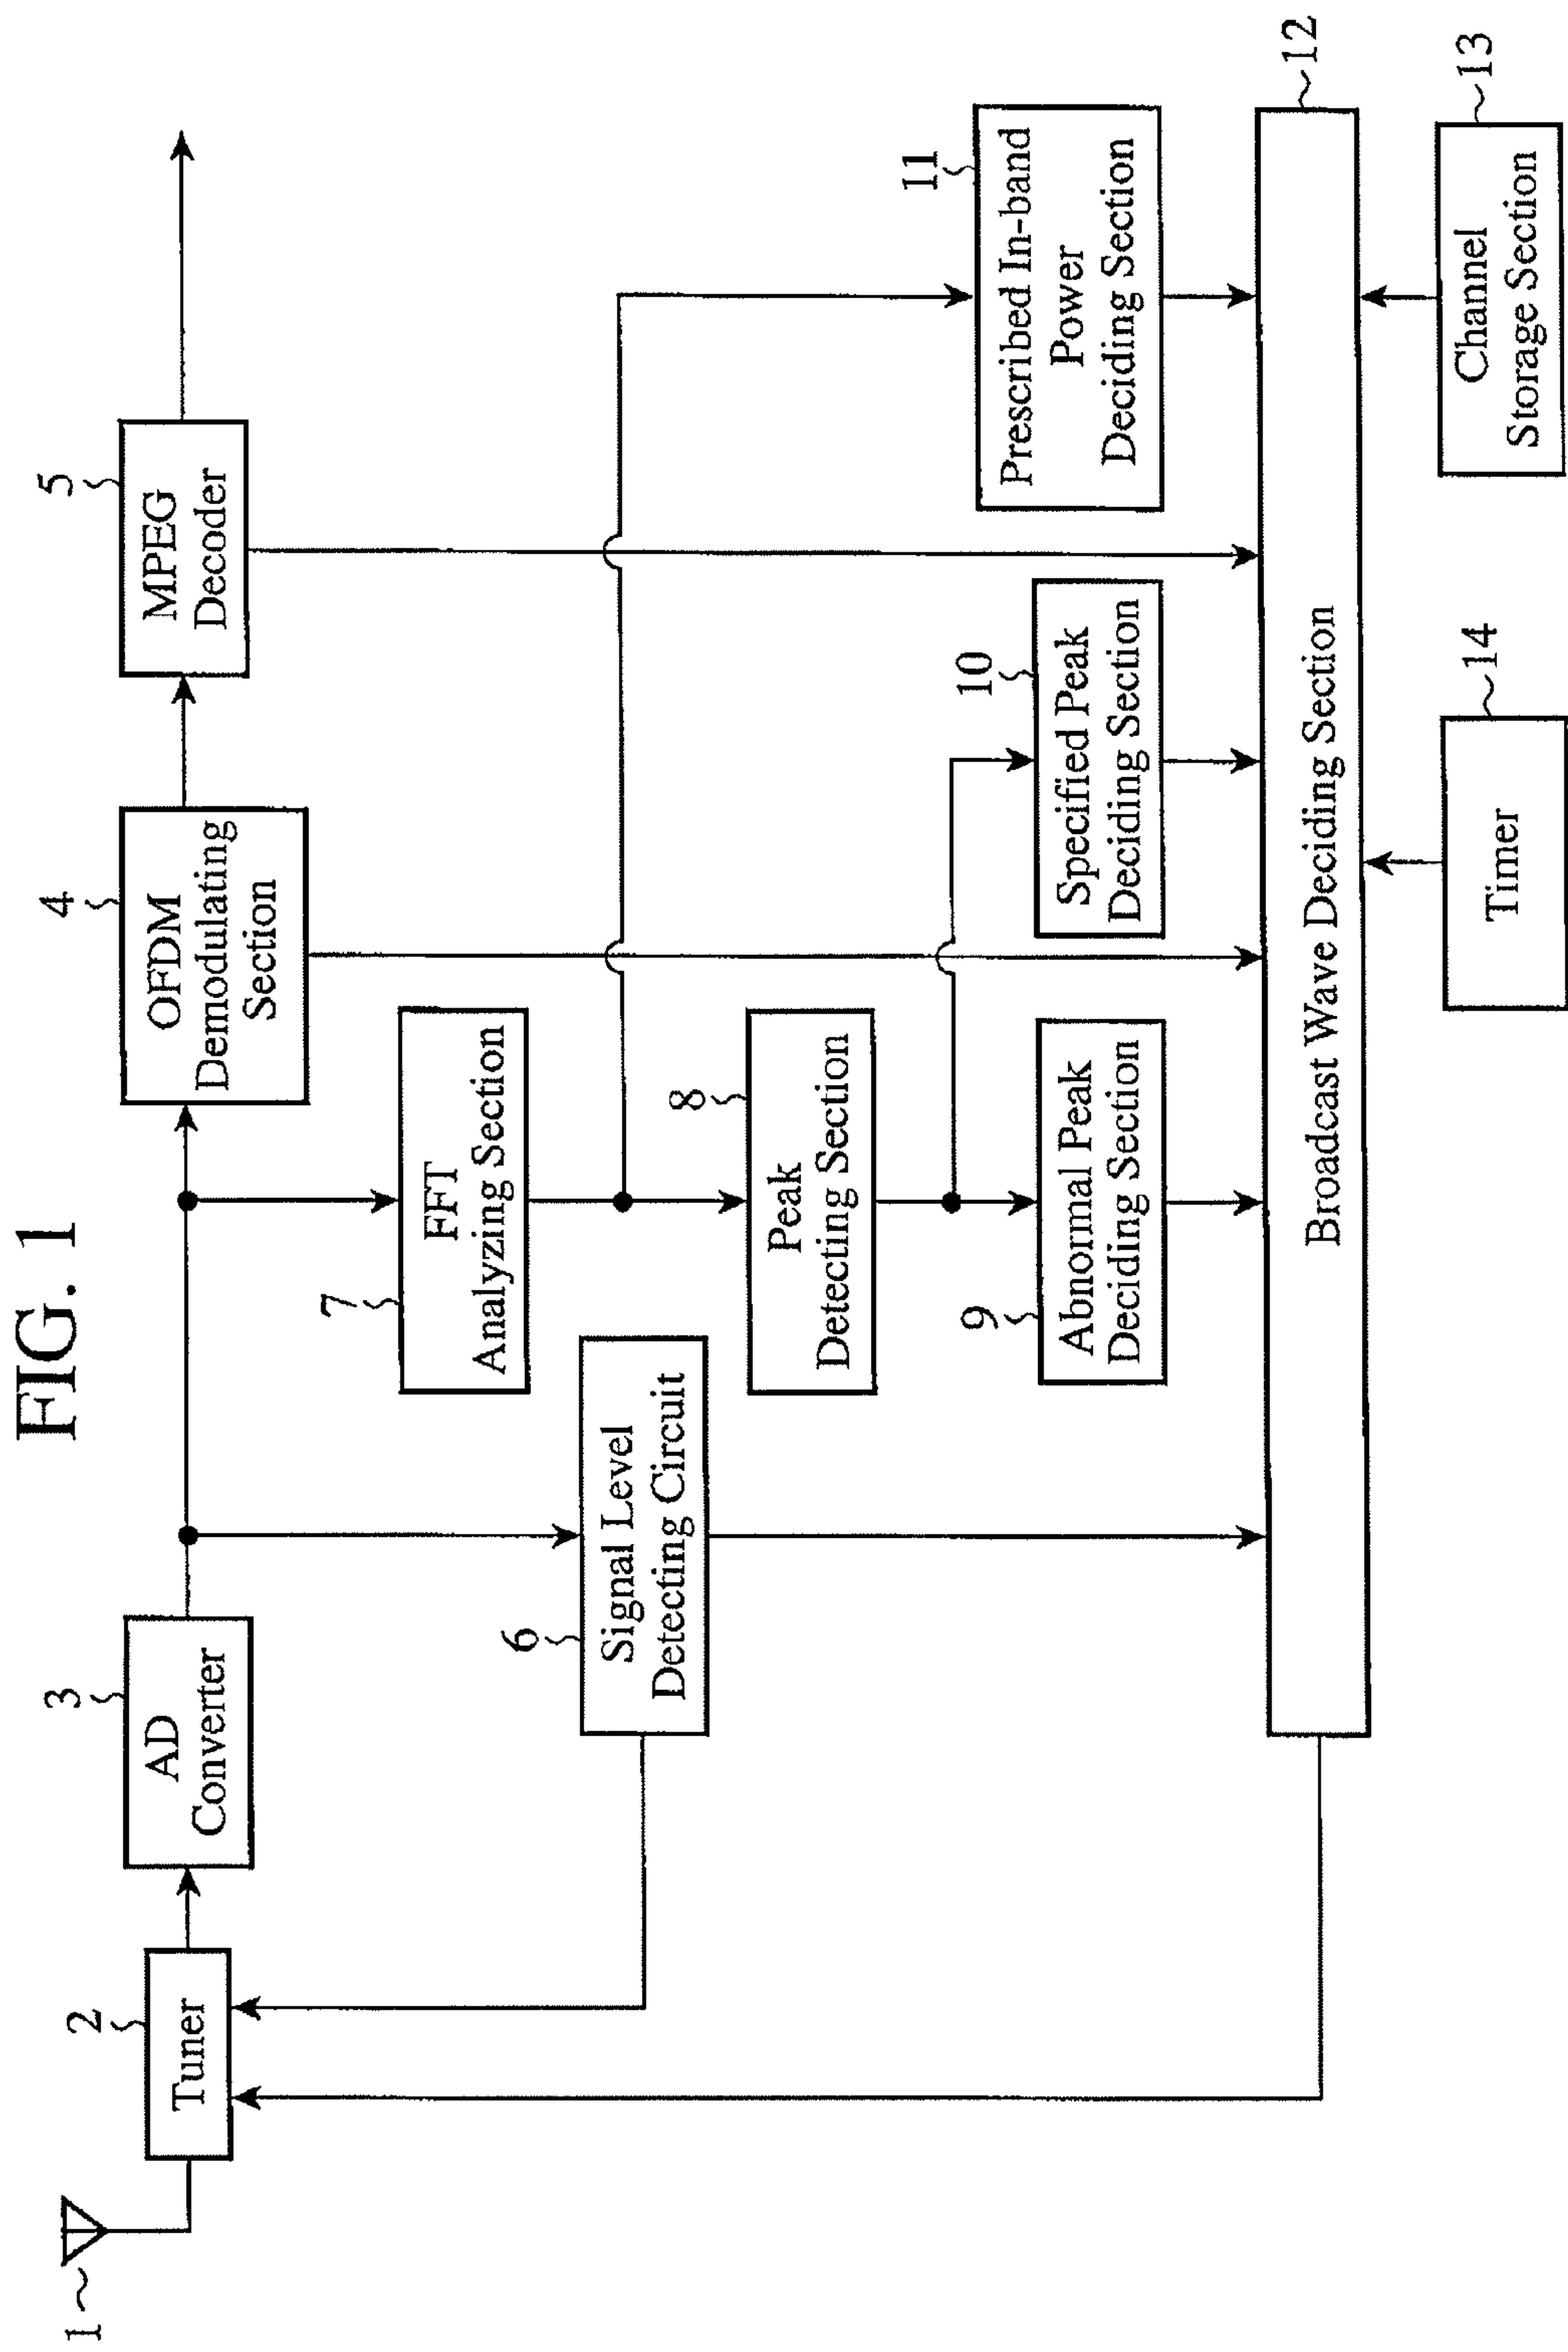 FIG. 1
1
2
Tuner
3
AD
Converter
4
OFDM
Demodulating
Section
5
MPEG
Decoder
6
Signal Level
Detecting Circuit
7
FFT
Analyzing Section
8
Peak
Detecting Section
9
Abnormal Peak
Deciding Section
10
Specified Peak
Deciding Section
11
Prescribed In-band
Power
Deciding Section
Broadcast Wave Deciding Section
12
Timer
14
Channel
Storage Section
13